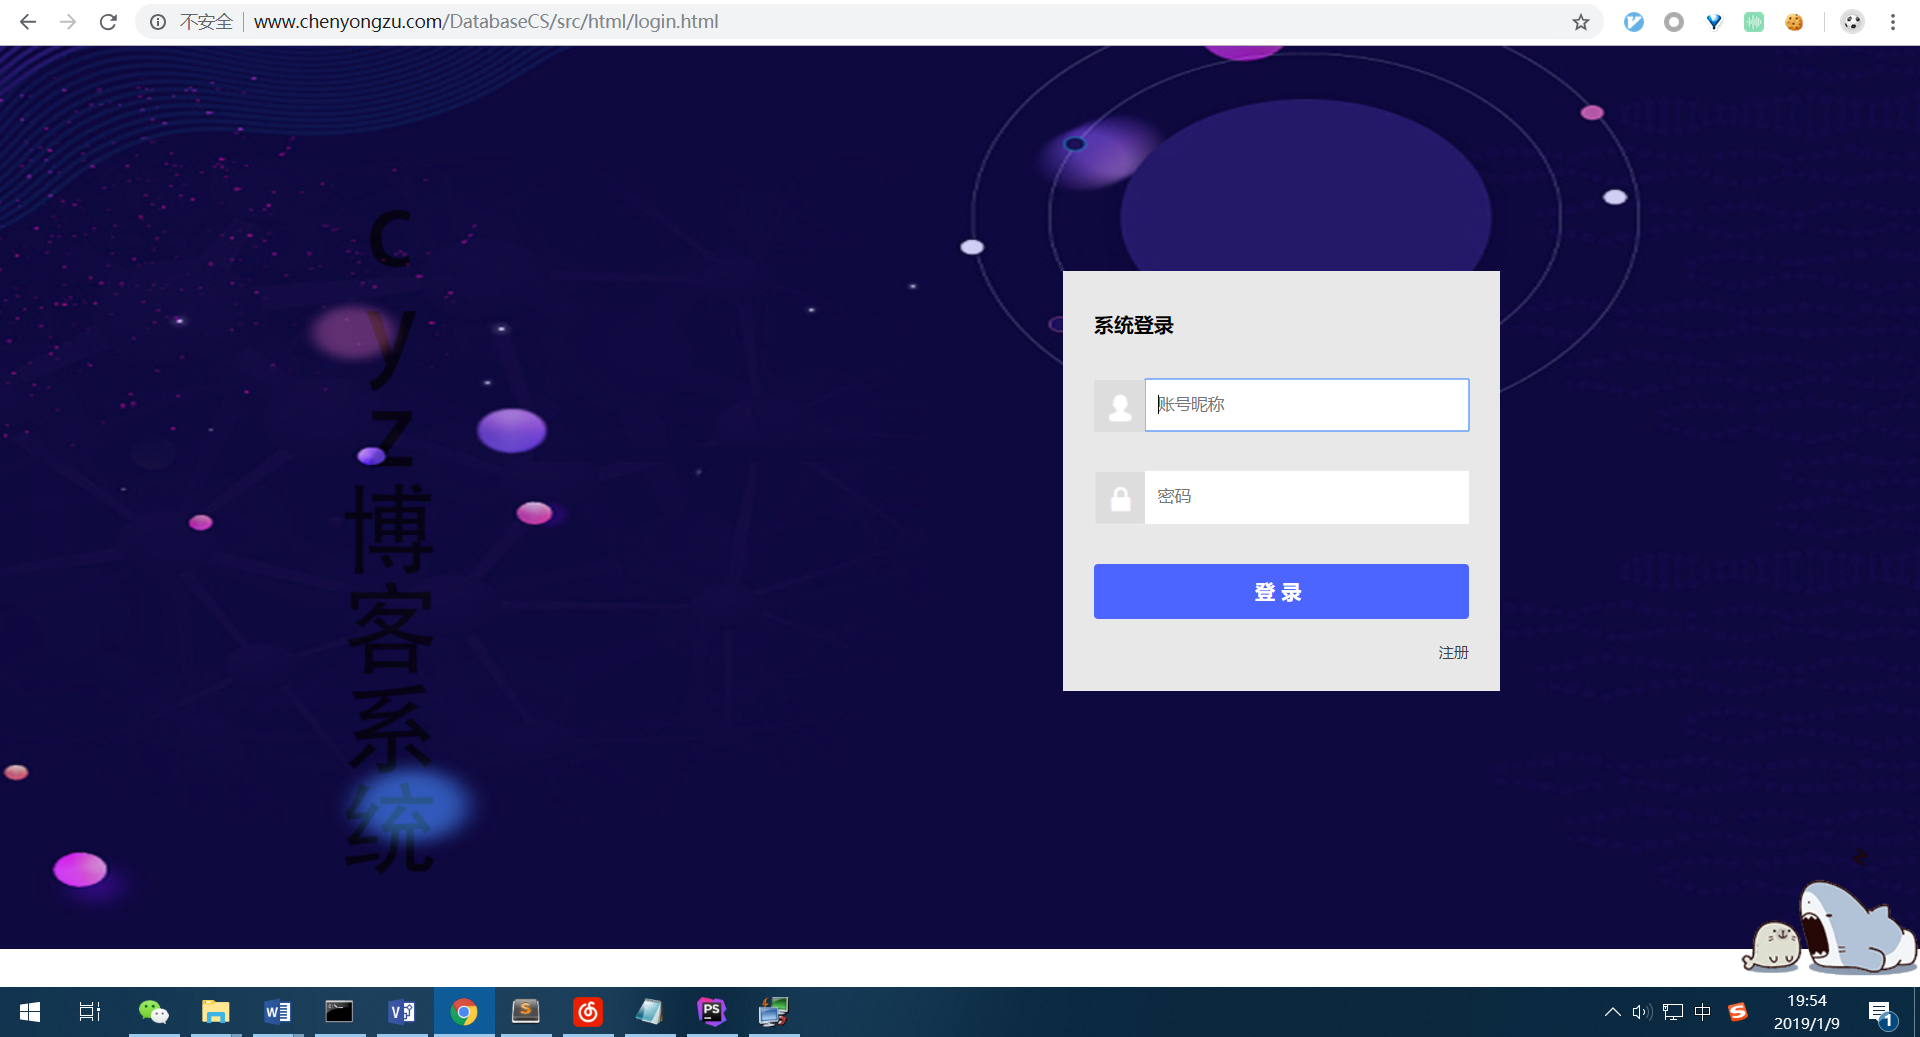 不安全 www.chenyongzu.com/DatabaseCS/src/html/login.html
c
y
z
博
客
系
统
系统登录
账号昵称
密码
登 录
注册
中
19:54
2019/1/9
1